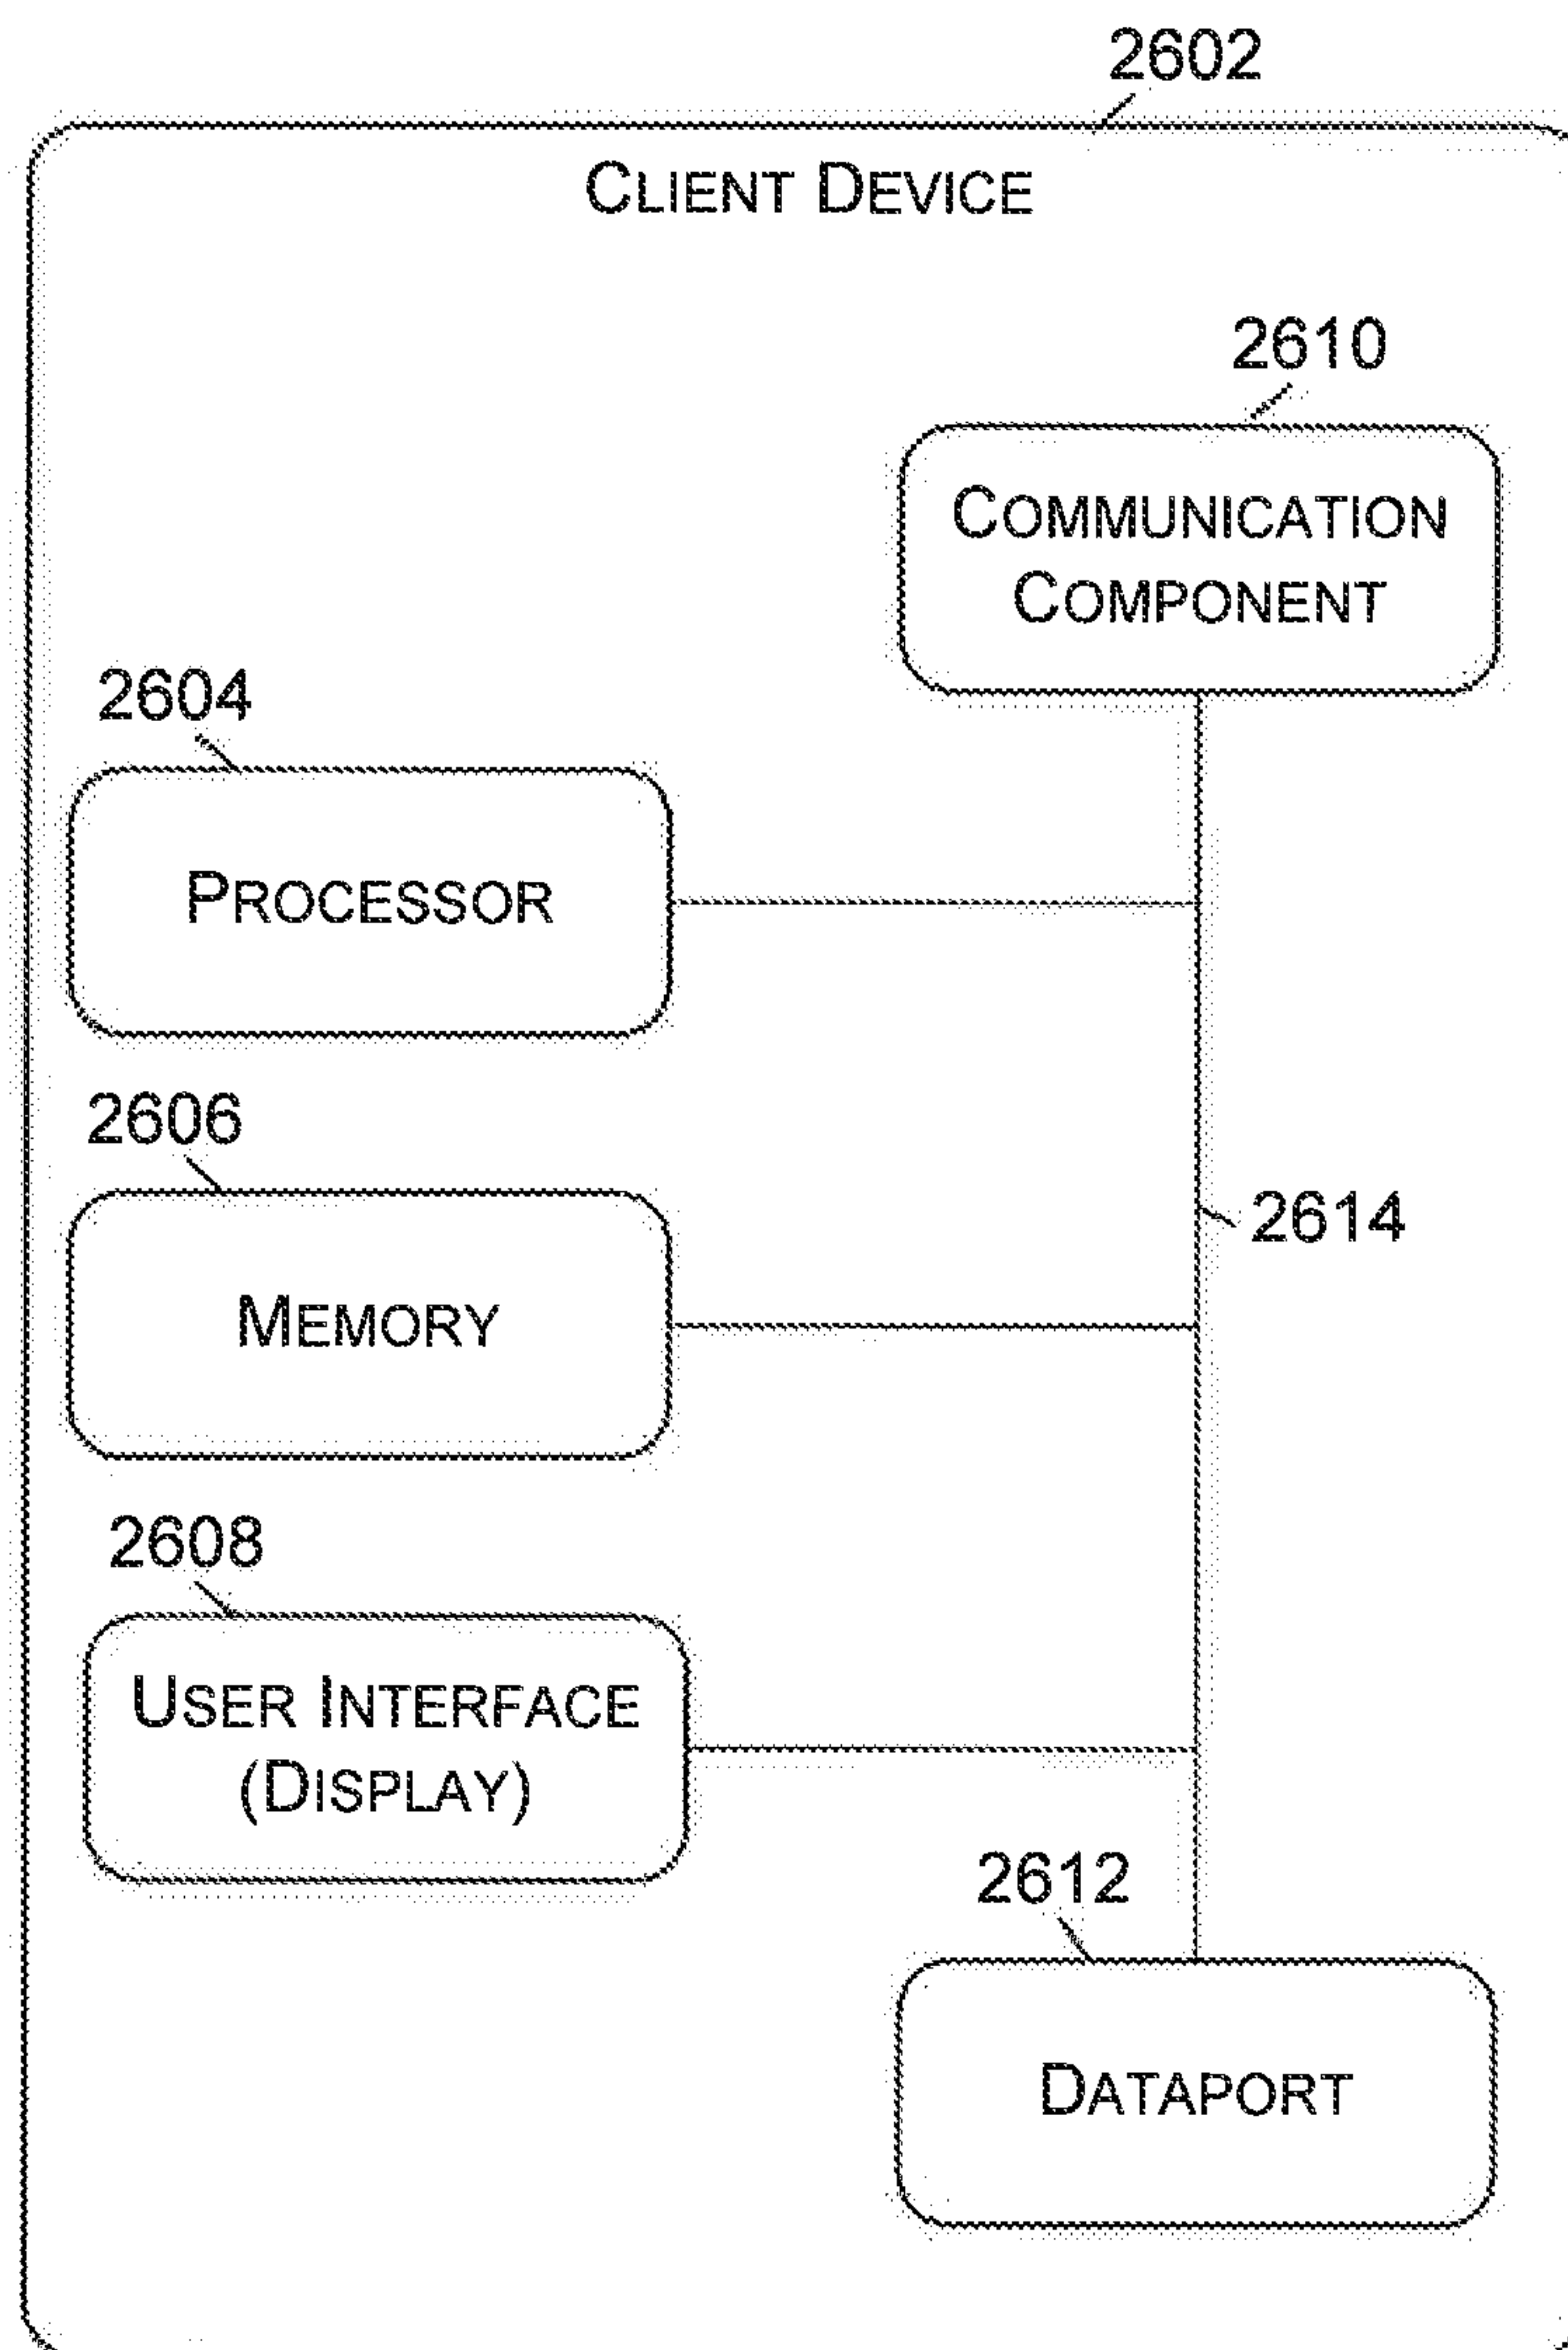 2602
CLIENT DEVICE
2610
COMMUNICATION
COMPONENT
2604
PROCESSOR
2606
2614
MEMORY
2608
USER INTERFACE
(DISPLAY)
2612
DATAPORT